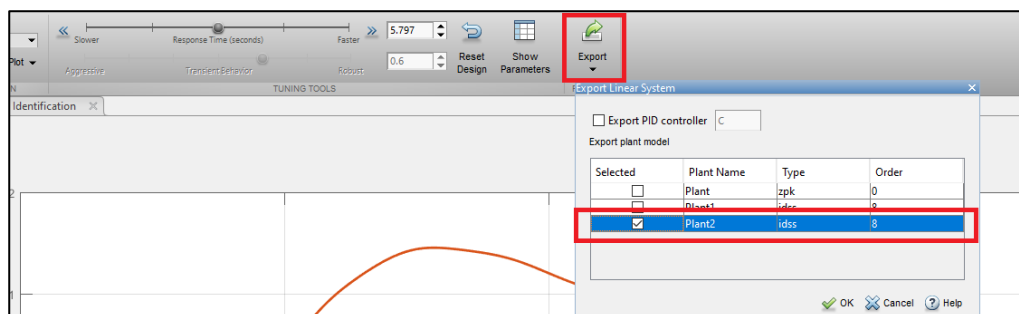 Slower Response Time (seconds) Faster 5.797
Plot Aggressive Transient Behavior Robust 0.6 Reset Design Show Parameters Export
TUNING TOOLS
Identification
Export Linear System
Export PID controller C
Export plant model
Selected Plant Name Type Order
Plant zpk 0
Plant1 idss 8
Plant2 idss 8
2
1
OK Cancel Help